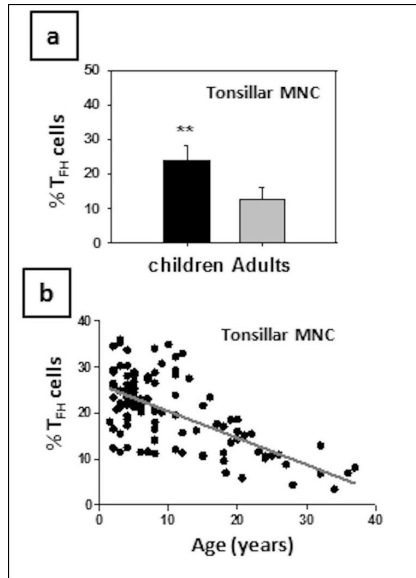 a
50
40
30
20
10
0
% TFH cells
Tonsillar MNC
**
children Adults
b
40
30
20
10
0
% TFH cells
Tonsillar MNC
0 10 20 30 40
Age (years)